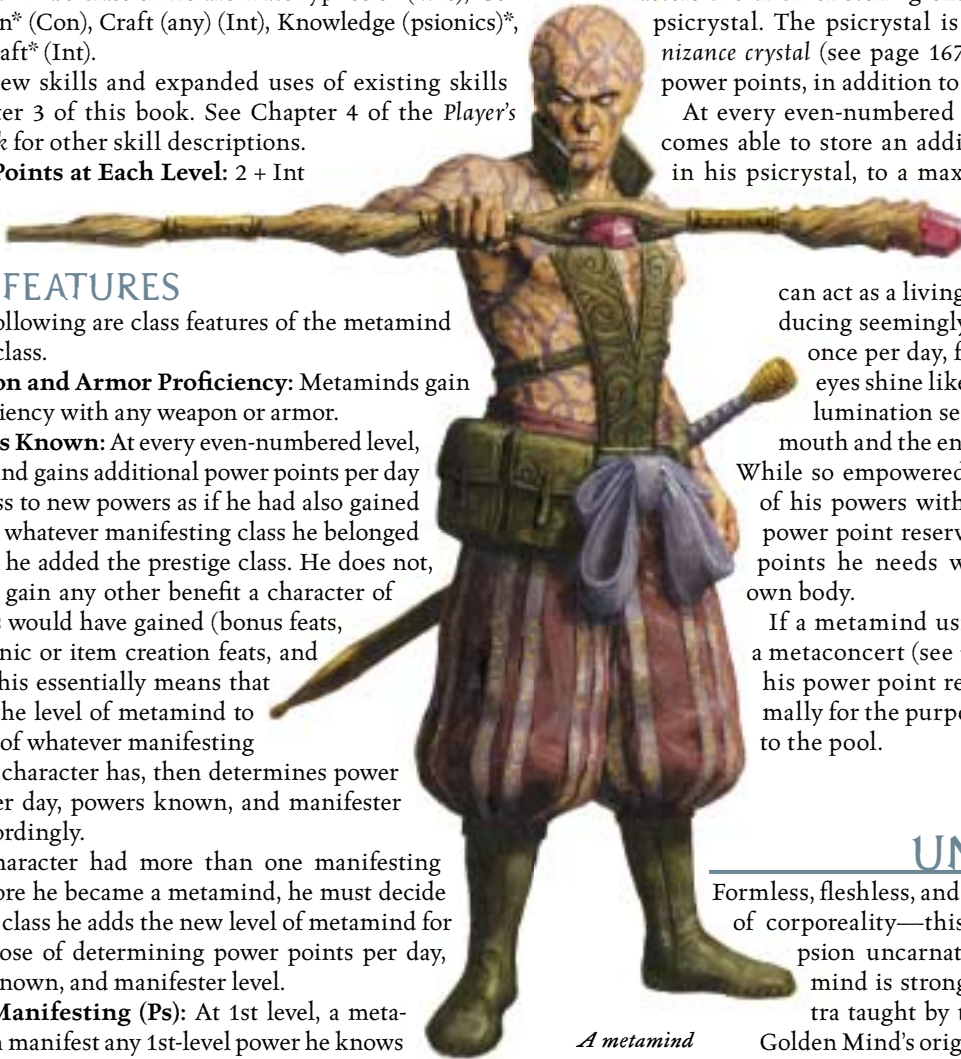 n* (Con), Craft (any) (Int), Knowledge (psionics)*,
aft* (Int).
ew skills and expanded uses of existing skills
ter 3 of this book. See Chapter 4 of the Player's
k for other skill descriptions.
Points at Each Level: 2 + Int
FEATURES
ollowing are class features of the metamind
class.
on and Armor Proficiency: Metaminds gain
iency with any weapon or armor.
s Known: At every even-numbered level,
nd gains additional power points per day
ss to new powers as if he had also gained
whatever manifesting class he belonged
he added the prestige class. He does not,
gain any other benefit a character of
s would have gained (bonus feats,
nic or item creation feats, and
his essentially means that
he level of metamind to
of whatever manifesting
character has, then determines power
er day, powers known, and manifester
ordingly.
haracter had more than one manifesting
ore he became a metamind, he must decide
class he adds the new level of metamind for
ose of determining power points per day,
nown, and manifester level.
Manifesting (Ps): At 1st level, a meta-
n manifest any 1st-level power he knows
psicrystal. The psicrystal is
nizance crystal (see page 167
power points, in addition to
At every even-numbered
comes able to store an addi
in his psicrystal, to a max
can act as a living
ducing seemingly
once per day, f
eyes shine like
lumination se
mouth and the en
While so empowered
of his powers with
power point reserv
points he needs w
own body.
If a metamind us
a metaconcert (see
his power point re
mally for the purpo
to the pool.
UN
Formless, fleshless, and
of corporeality—this
psion uncarnat
mind is strong
tra taught by t
Golden Mind's orig
A metamind